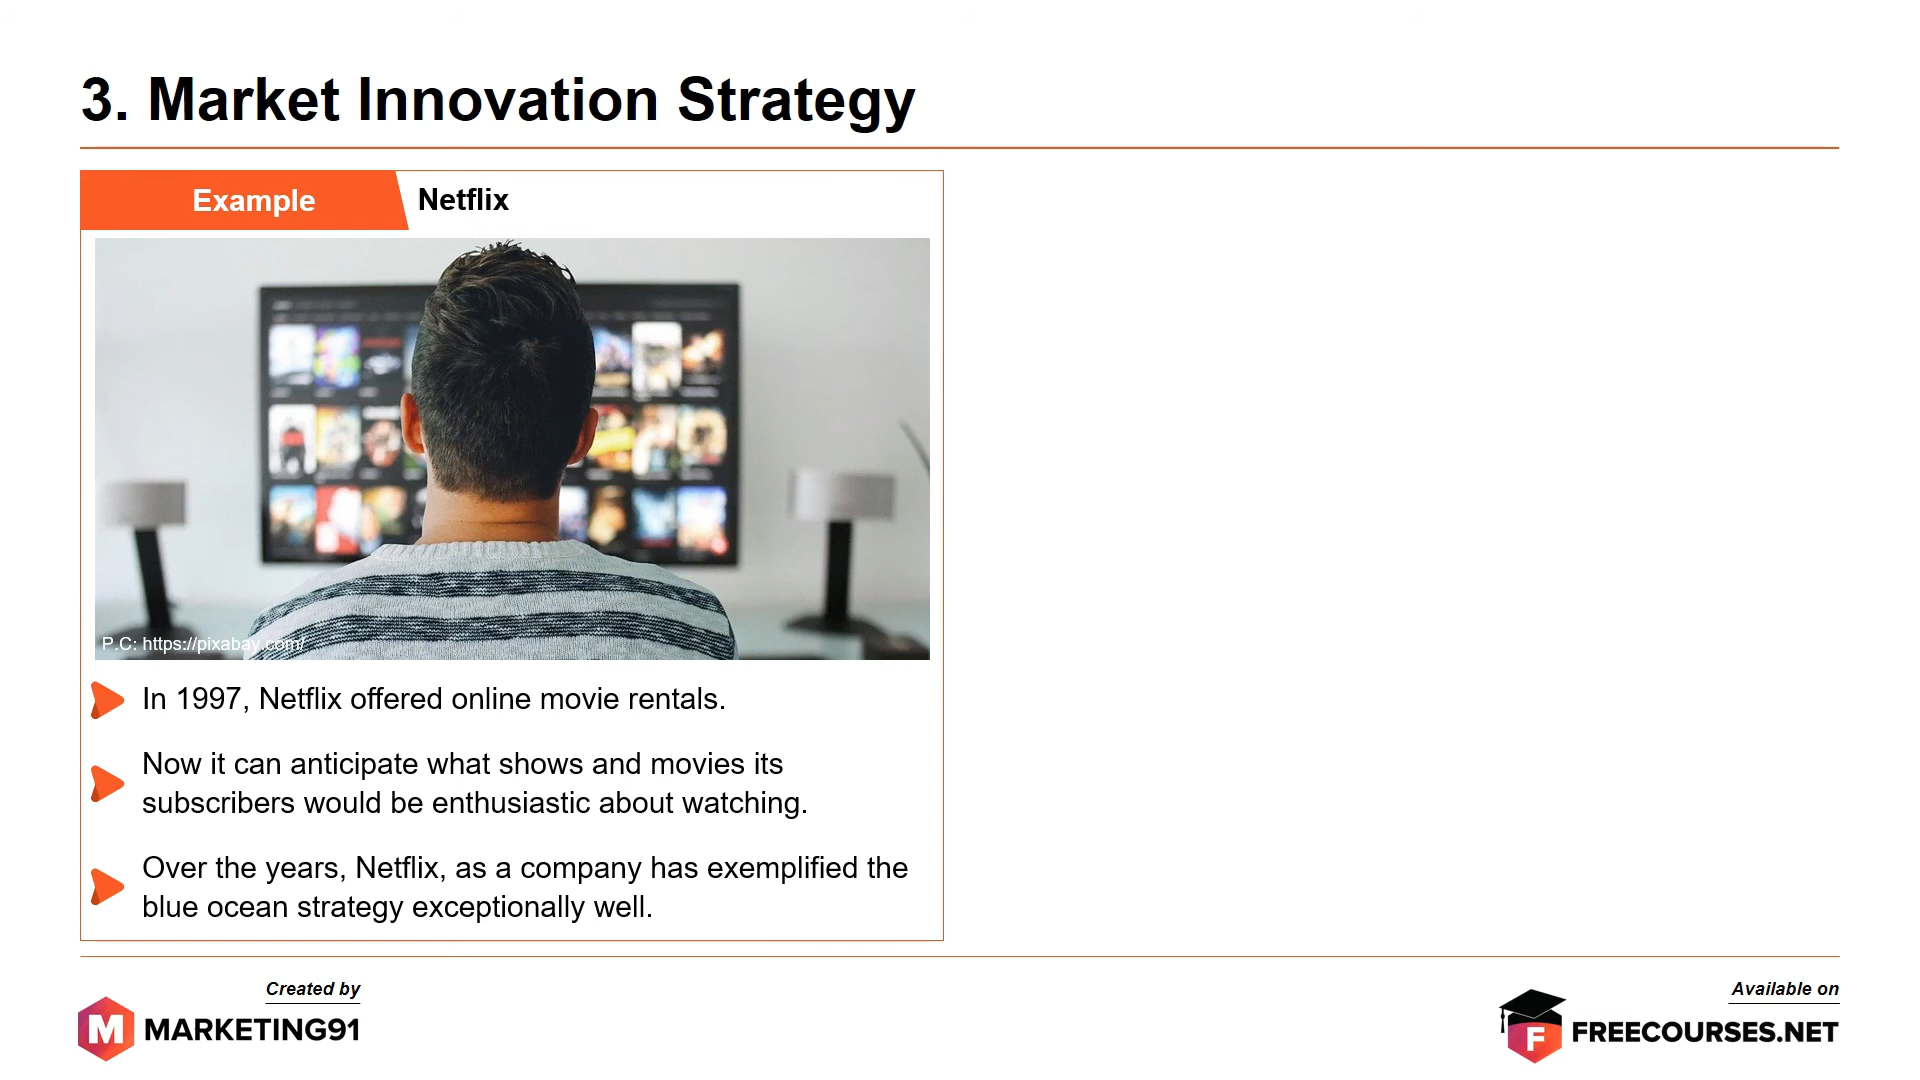 3. Market Innovation Strategy
Example
Netflix
P.C: https://pixabay.com/
In 1997, Netflix offered online movie rentals.
Now it can anticipate what shows and movies its
subscribers would be enthusiastic about watching.
Over the years, Netflix, as a company has exemplified the
blue ocean strategy exceptionally well.
Created by
M MARKETING91
Available on
F FREECOURSES.NET